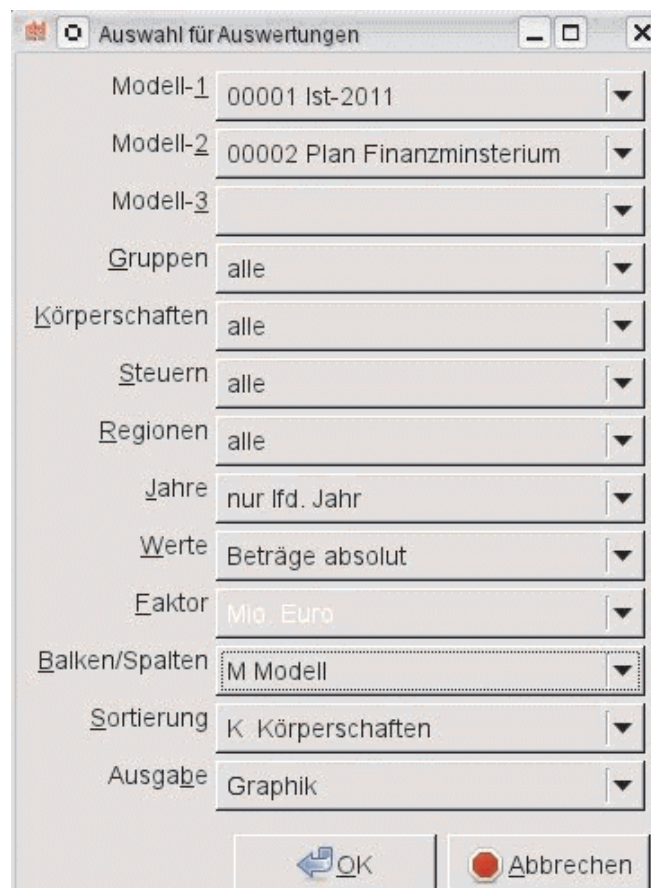 Auswahl für Auswertungen
Modell-1 00001 Ist-2011
Modell-2 00002 Plan Finanzminsterium
Modell-3
Gruppen alle
Körperschaften alle
Steuern alle
Regionen alle
Jahre nur lfd. Jahr
Werte Beträge absolut
Faktor Mio. Euro
Balken/Spalten M Modell
Sortierung K Körperschaften
Ausgabe Graphik
OK Abbrechen